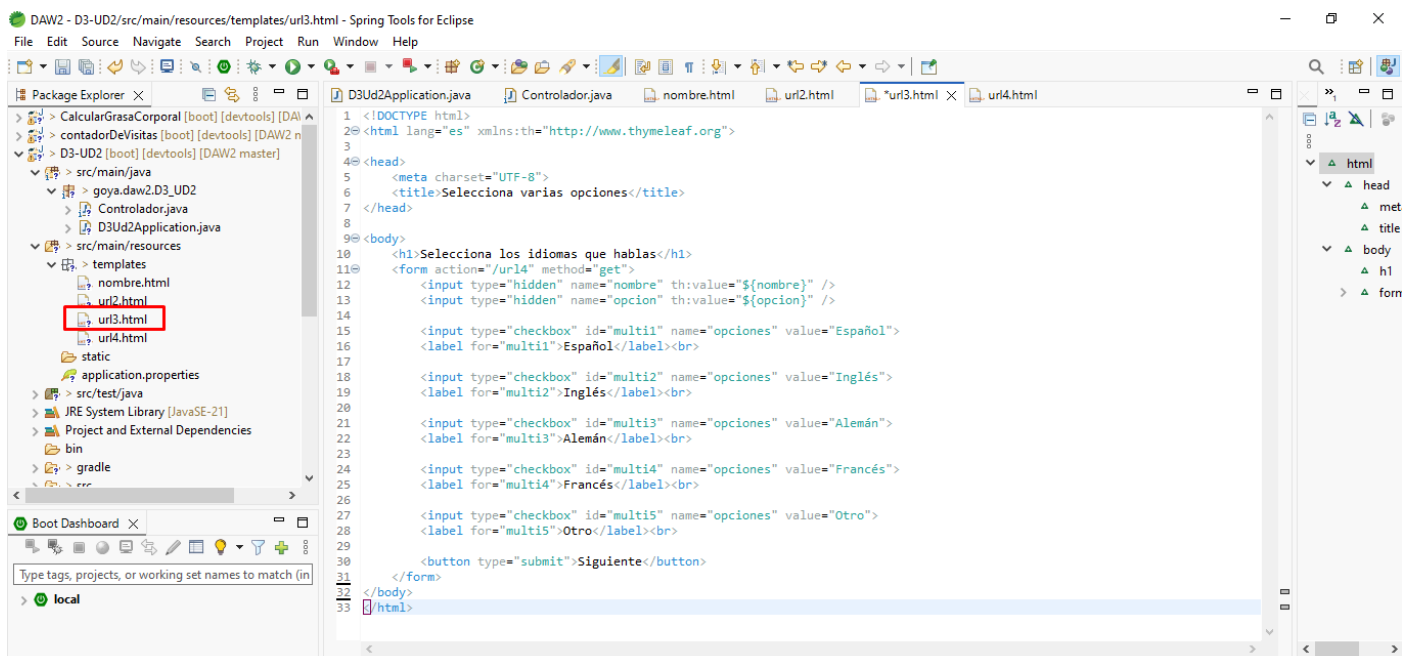 DAW2 - D3-UD2/src/main/resources/templates/url3.html - Spring Tools for Eclipse
File Edit Source Navigate Search Project Run Window Help
Package Explorer
> CalcularGrasaCorporal [boot] [devtools] [DAV
> contadorDeVisitas [boot] [devtools] [DAW2 n
> D3-UD2 [boot] [devtools] [DAW2 master]
> src/main/java
> goya.daw2.D3_UD2
> Controlador.java
> D3Ud2Application.java
> src/main/resources
> templates
nombre.html
url2.html
url3.html
url4.html
static
application.properties
> src/test/java
JRE System Library [JavaSE-21]
Project and External Dependencies
bin
> gradle
> src
Boot Dashboard
Type tags, projects, or working set names to match (in
local
D3Ud2Application.java Controlador.java nombre.html url2.html *url3.html url4.html
1 <!DOCTYPE html>
2 <html lang="es" xmlns:th="http://www.thymeleaf.org">
3
4 <head>
5 <meta charset="UTF-8">
6 <title>Selecciona varias opciones</title>
7 </head>
8
9 <body>
10 <h1>Selecciona los idiomas que hablas</h1>
11 <form action="/url4" method="get">
12 <input type="hidden" name="nombre" th:value="${nombre}" />
13 <input type="hidden" name="opcion" th:value="${opcion}" />
14
15 <input type="checkbox" id="multi1" name="opciones" value="Español">
16 <label for="multi1">Español</label><br>
17
18 <input type="checkbox" id="multi2" name="opciones" value="Inglés">
19 <label for="multi2">Inglés</label><br>
20
21 <input type="checkbox" id="multi3" name="opciones" value="Alemán">
22 <label for="multi3">Alemán</label><br>
23
24 <input type="checkbox" id="multi4" name="opciones" value="Francés">
25 <label for="multi4">Francés</label><br>
26
27 <input type="checkbox" id="multi5" name="opciones" value="Otro">
28 <label for="multi5">Otro</label><br>
29
30 <button type="submit">Siguiente</button>
31 </form>
32 </body>
33 </html>
html
head
met
title
body
h1
form